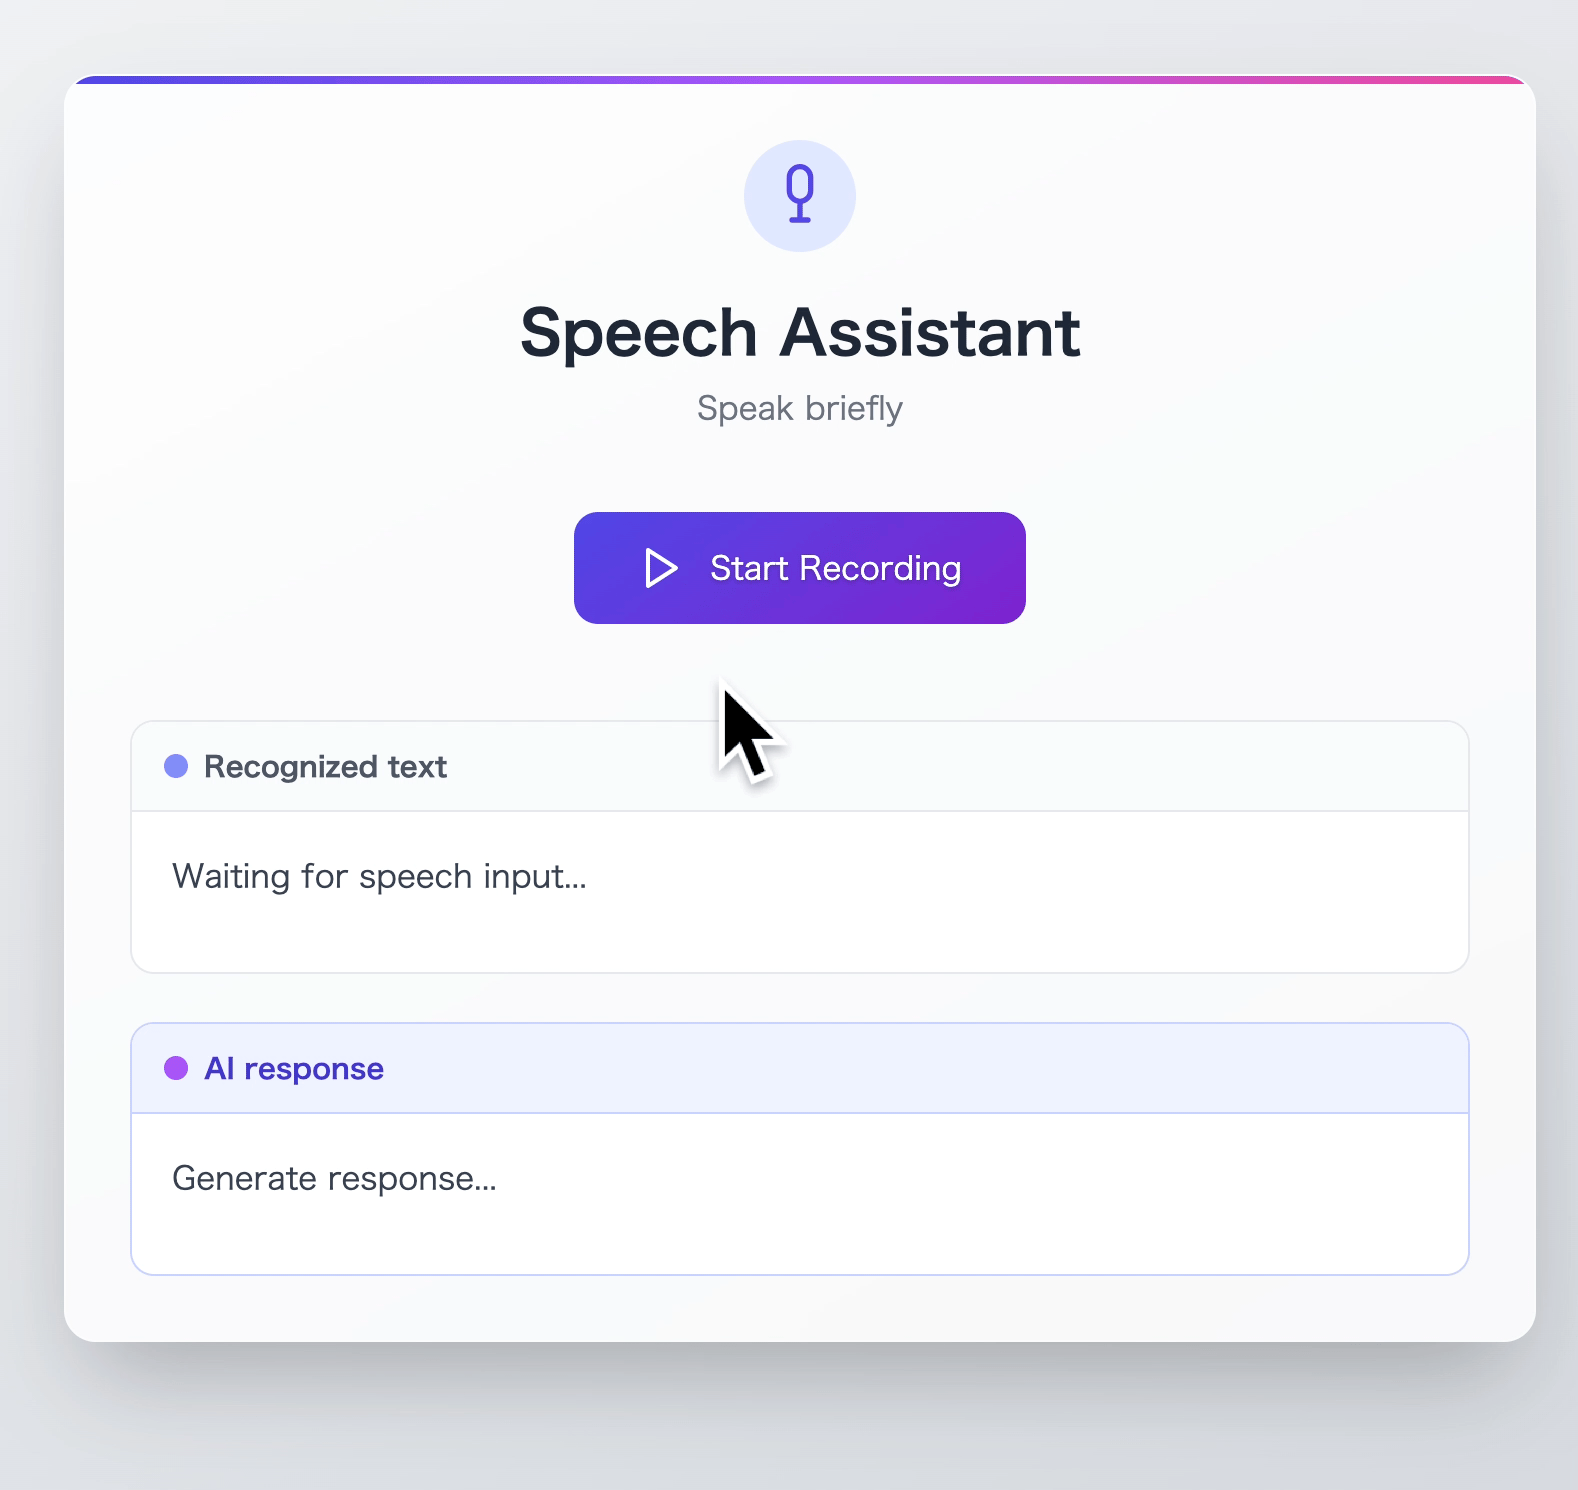 Speech Assistant
Speak briefly
Start Recording
Recognized text
Waiting for speech input...
AI response
Generate response...